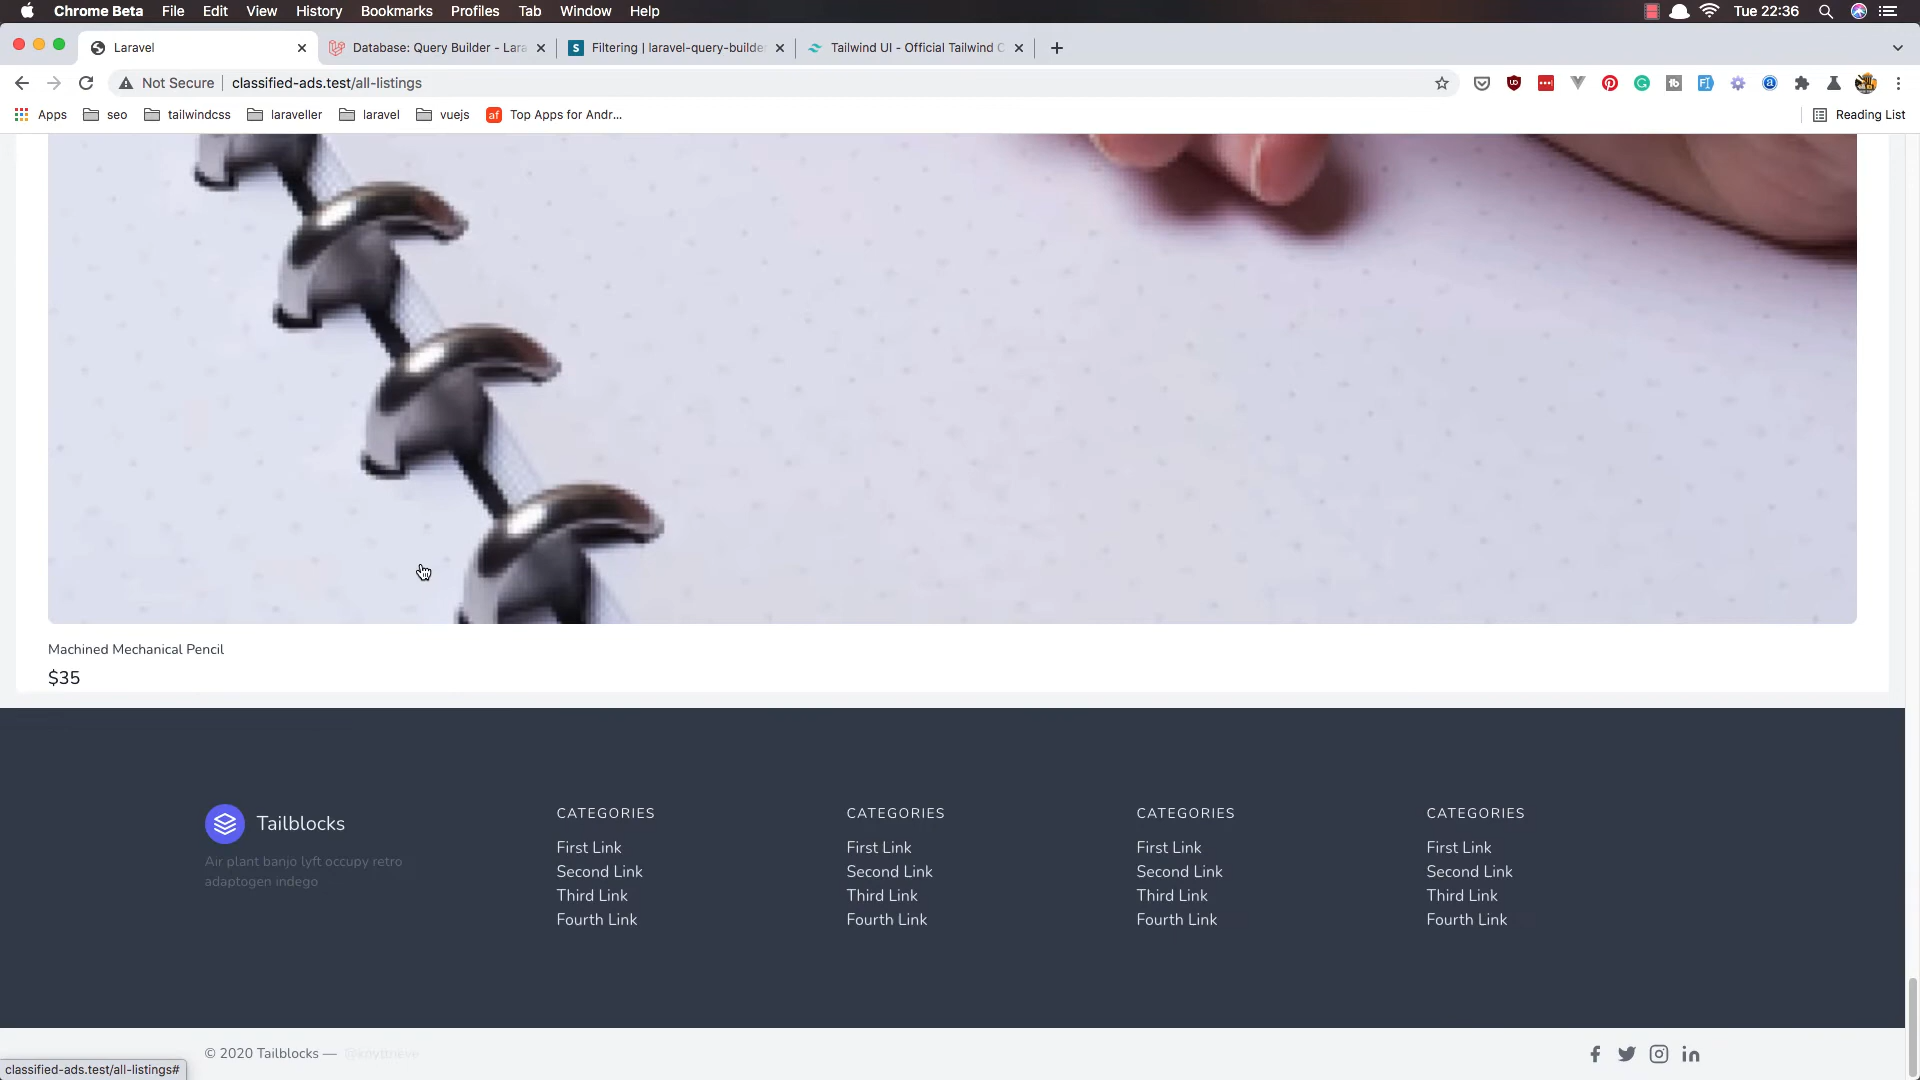 Chrome Beta File Edit View History Bookmarks Profiles Tab Window Help Tue 22:36
Laravel Database: Query Builder - Lara Filtering | laravel-query-builde Tailwind UI - Official Tailwind C
Not Secure classified-ads.test/all-listings
Apps seo tailwindcss laraveller laravel vuejs af Top Apps for Andr... Reading List
Machined Mechanical Pencil
$35
Tailblocks
Air plant banjo lyft occupy retro
adaptogen indego
CATEGORIES
First Link
Second Link
Third Link
Fourth Link
CATEGORIES
First Link
Second Link
Third Link
Fourth Link
CATEGORIES
First Link
Second Link
Third Link
Fourth Link
CATEGORIES
First Link
Second Link
Third Link
Fourth Link
© 2020 Tailblocks —
classified-ads.test/all-listings#